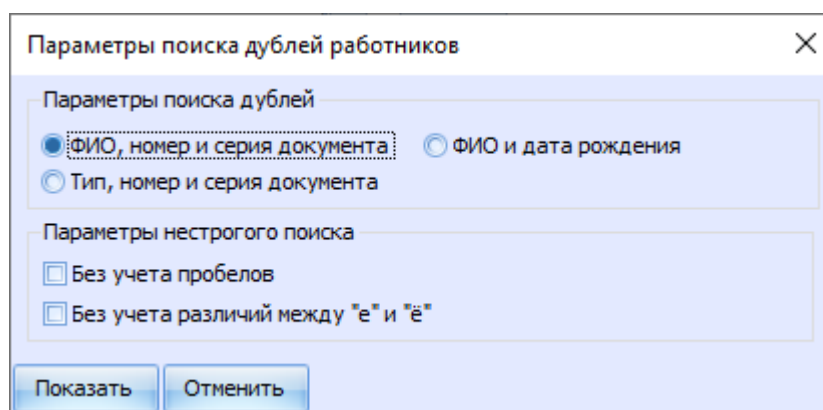 Параметры поиска дублей работников
Параметры поиска дублей
ФИО, номер и серия документа
ФИО и дата рождения
Тип, номер и серия документа
Параметры нестрогого поиска
Без учета пробелов
Без учета различий между "е" и "ё"
Показать
Отменить